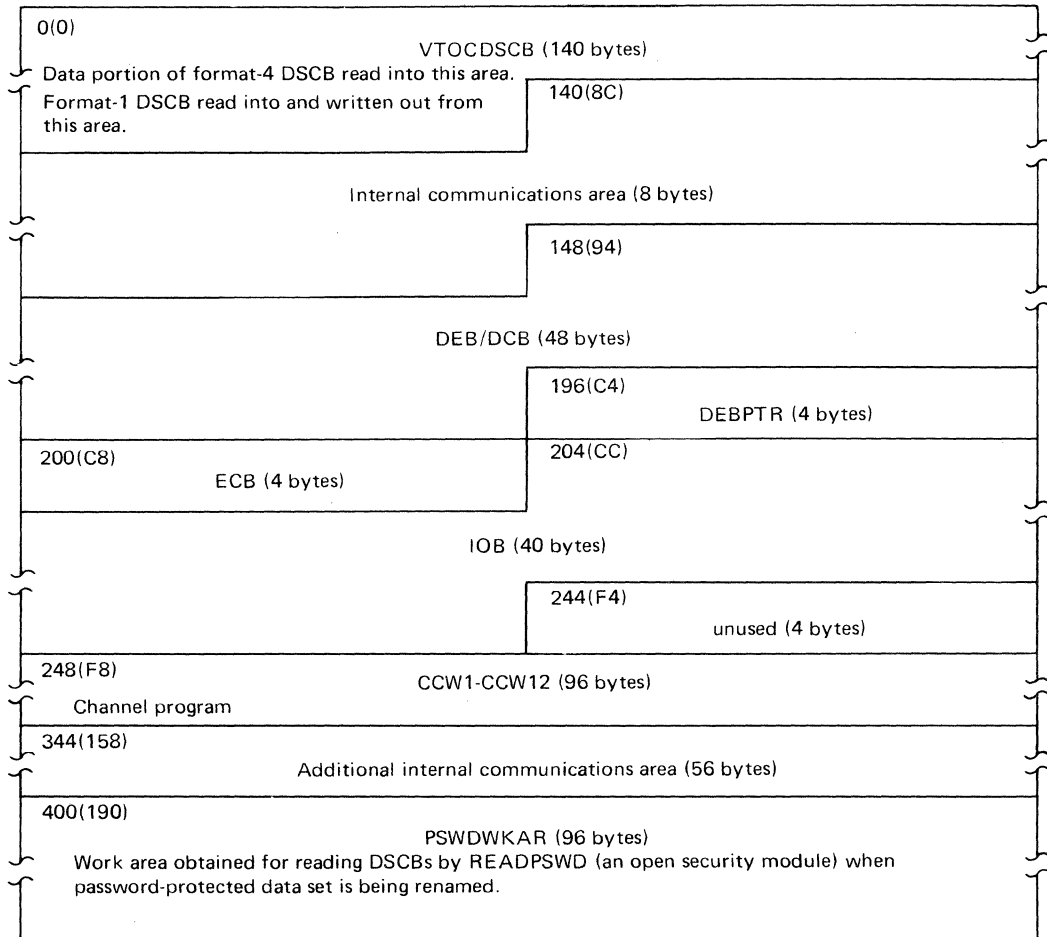 0(0)
VTOCDSCB (140 bytes)
Data portion of format-4 DSCB read into this area.
Format-1 DSCB read into and written out from
this area.
140(8C)
Internal communications area (8 bytes)
148(94)
DEB/DCB (48 bytes)
196(C4)
DEBPTR (4 bytes)
200(C8)
ECB (4 bytes)
204(CC)
IOB (40 bytes)
244(F4)
unused (4 bytes)
248(F8)
CCW1-CCW12 (96 bytes)
Channel program
344(158)
Additional internal communications area (56 bytes)
400(190)
PSWDWKAR (96 bytes)
Work area obtained for reading DSCBs by READPSWD (an open security module) when
password-protected data set is being renamed.